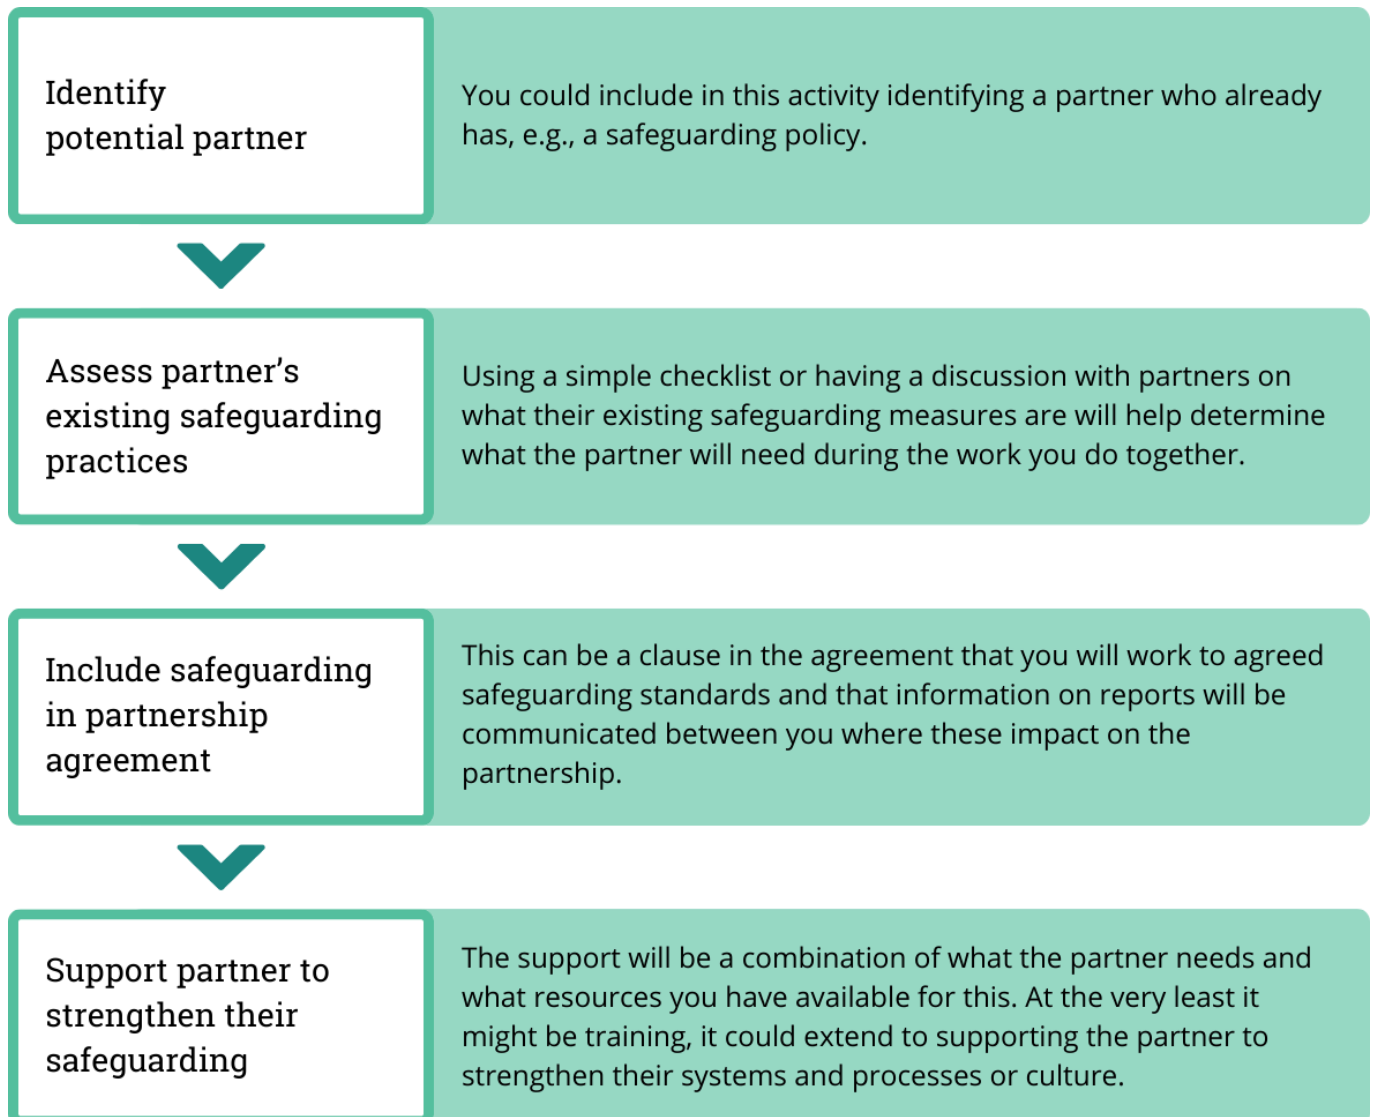 Identify
potential partner
You could include in this activity identifying a partner who already
has, e.g., a safeguarding policy.
Assess partner’s
existing safeguarding
practices
Using a simple checklist or having a discussion with partners on
what their existing safeguarding measures are will help determine
what the partner will need during the work you do together.
Include safeguarding
in partnership
agreement
This can be a clause in the agreement that you will work to agreed
safeguarding standards and that information on reports will be
communicated between you where these impact on the
partnership.
Support partner to
strengthen their
safeguarding
The support will be a combination of what the partner needs and
what resources you have available for this. At the very least it
might be training, it could extend to supporting the partner to
strengthen their systems and processes or culture.